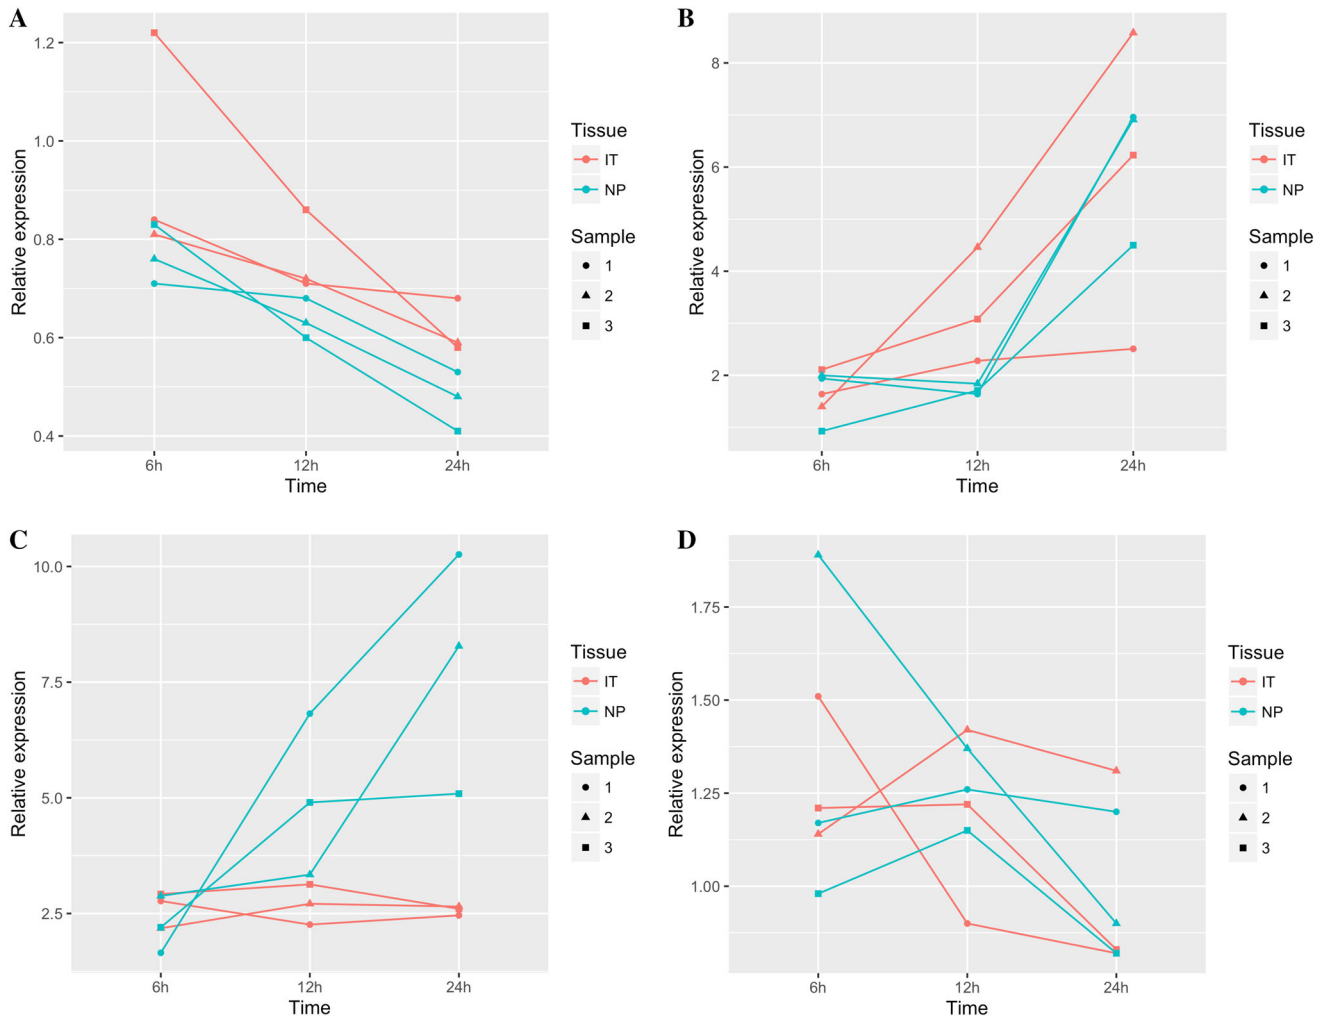 A
Relative expression
1.2
1.0
0.8
0.6
0.4
6h 12h 24h
Time
Tissue
IT
NP
Sample
1
2
3
B
Relative expression
8
6
4
2
6h 12h 24h
Time
Tissue
IT
NP
Sample
1
2
3
C
Relative expression
10.0
7.5
5.0
2.5
6h 12h 24h
Time
Tissue
IT
NP
Sample
1
2
3
D
Relative expression
1.75
1.50
1.25
1.00
6h 12h 24h
Time
Tissue
IT
NP
Sample
1
2
3